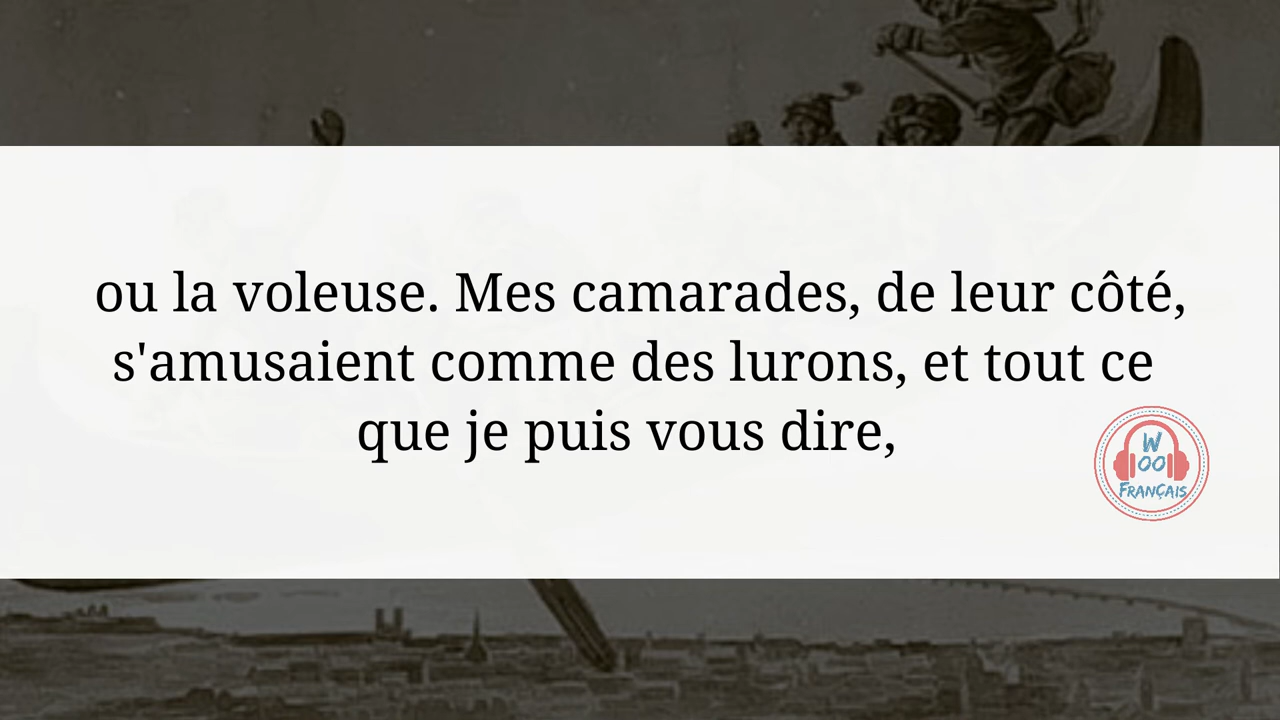 ou la voleuse. Mes camarades, de leur côté,
s'amusaient comme des lurons, et tout ce
que je puis vous dire,
W
OO
FRANÇAIS